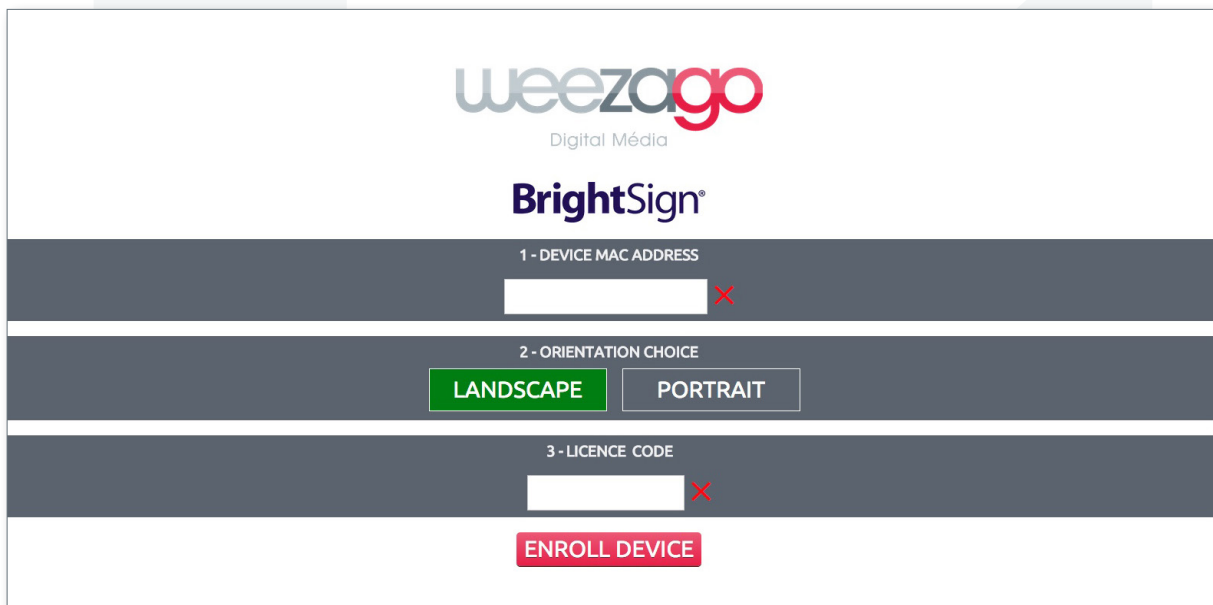 weezago
Digital Média
BrightSign®
1 - DEVICE MAC ADDRESS
2 - ORIENTATION CHOICE
LANDSCAPE PORTRAIT
3 - LICENCE CODE
ENROLL DEVICE